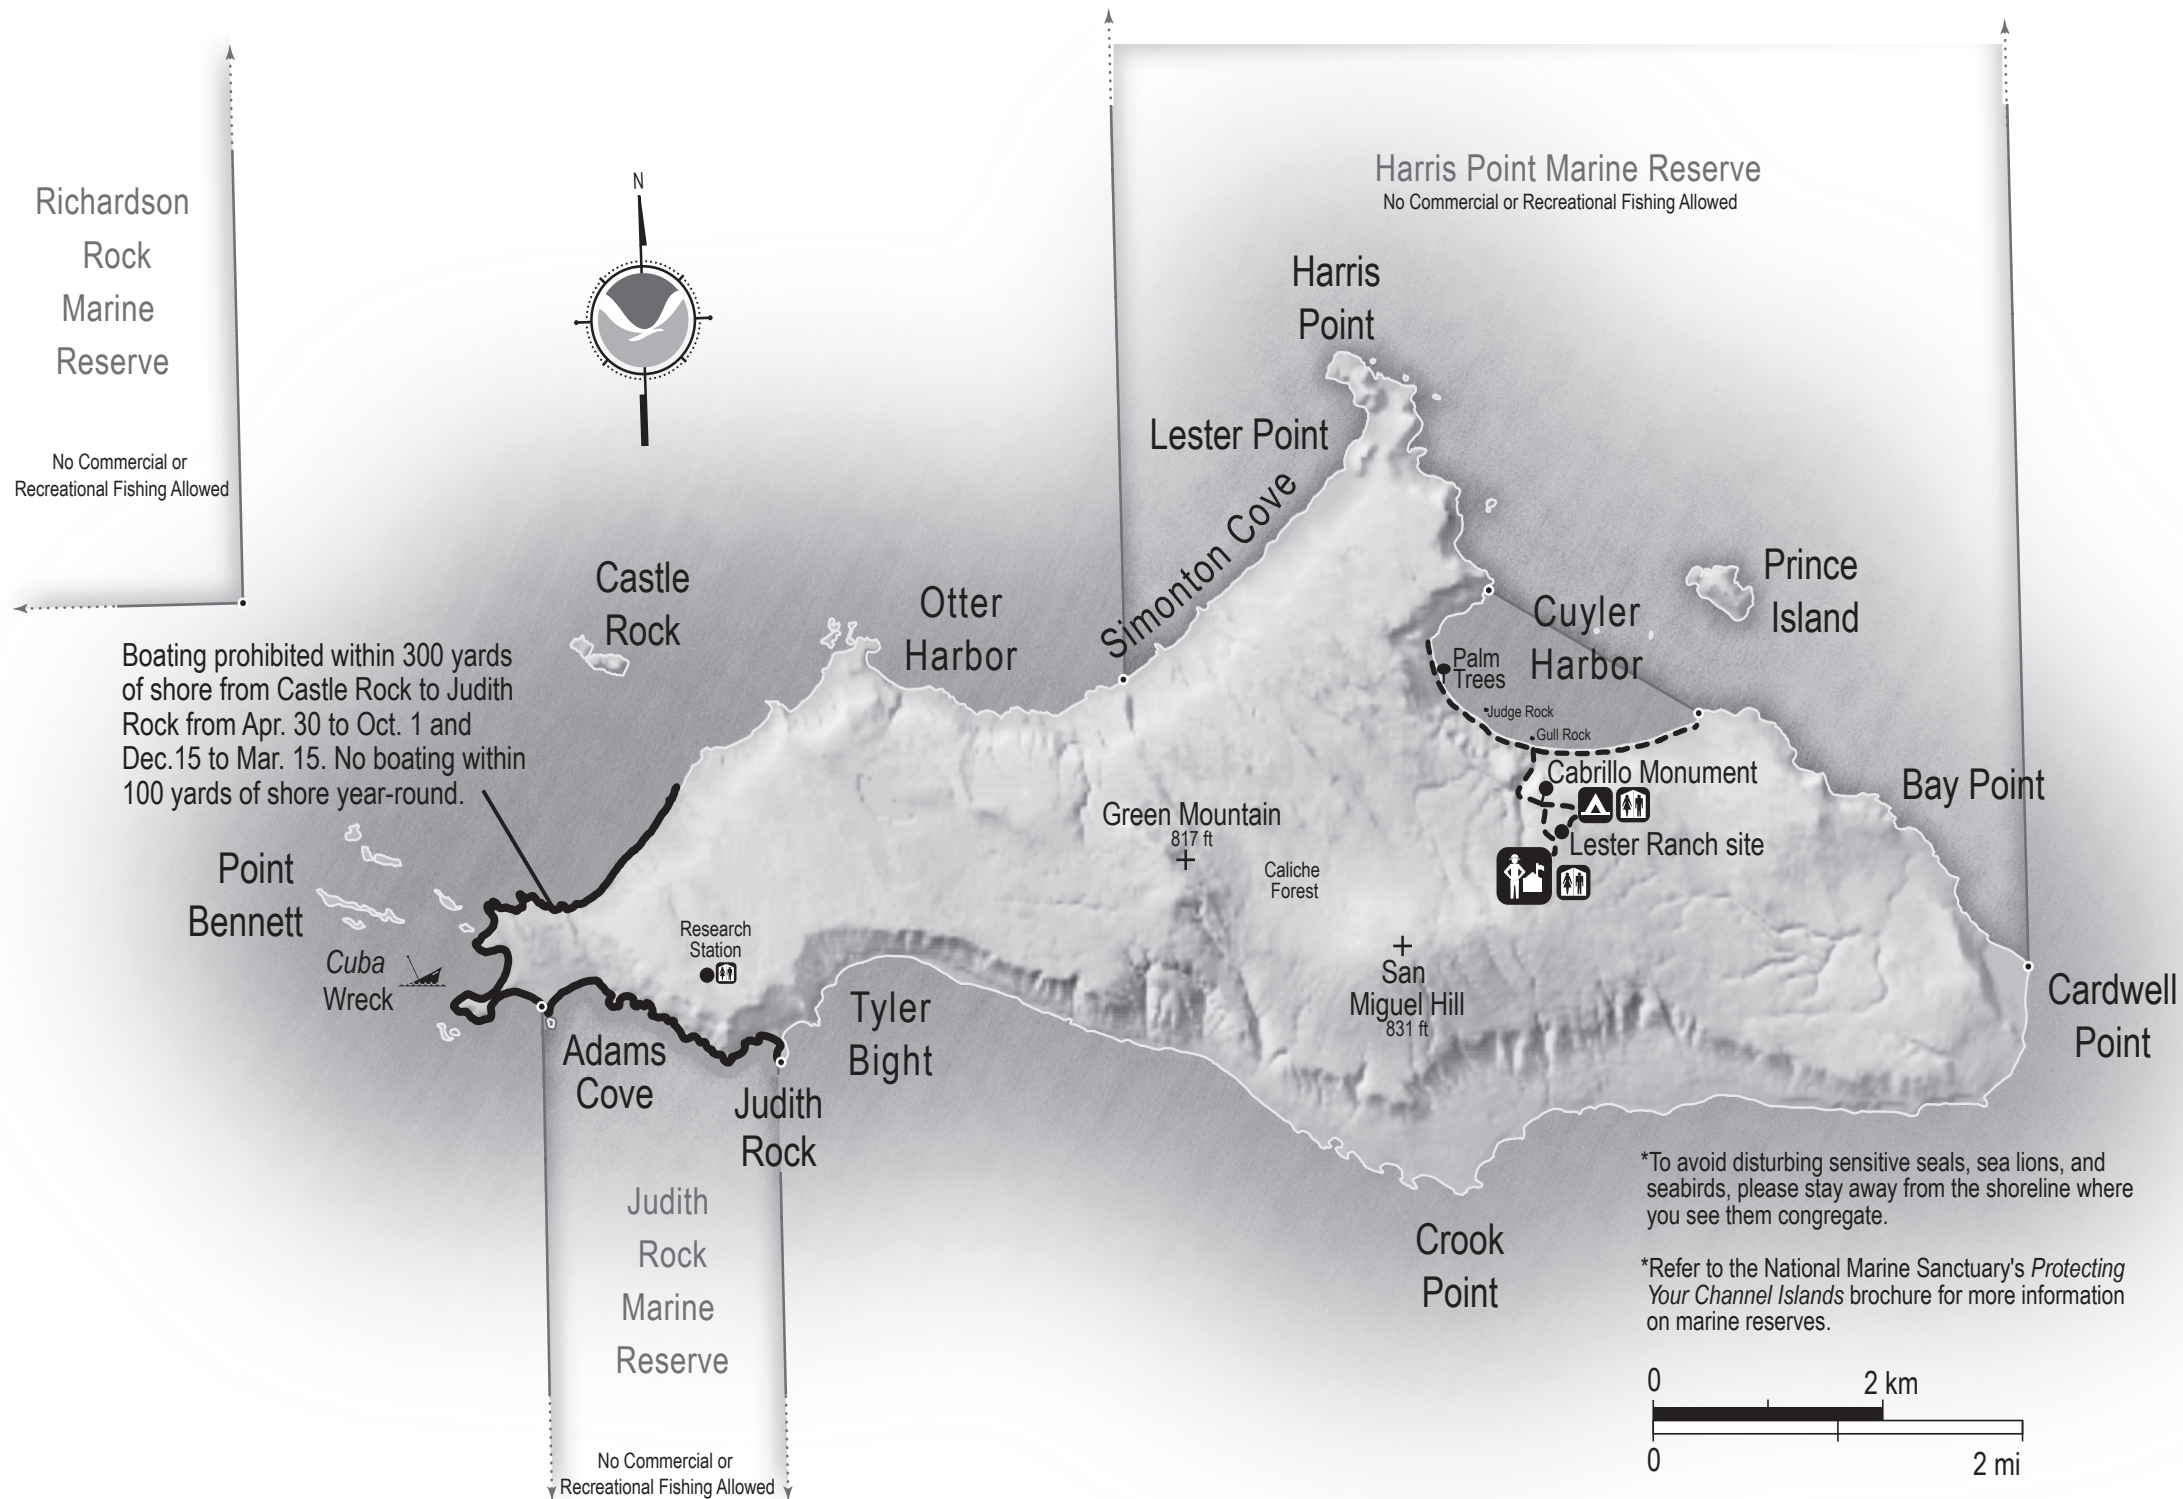 N
Richardson
Rock
Marine
Reserve
No Commercial or
Recreational Fishing Allowed
Harris Point Marine Reserve
No Commercial or Recreational Fishing Allowed
Harris
Point
Lester Point
Simonton Cove
Castle
Rock
Otter
Harbor
Cuyler
Harbor
Prince
Island
Palm
Trees
Judge Rock
Gull Rock
Boating prohibited within 300 yards
of shore from Castle Rock to Judith
Rock from Apr. 30 to Oct. 1 and
Dec.15 to Mar. 15. No boating within
100 yards of shore year-round.
Cabrillo Monument
Bay Point
Lester Ranch site
Green Mountain
817 ft
Caliche
Forest
Point
Bennett
Cuba
Wreck
Research
Station
San
Miguel Hill
831 ft
Cardwell
Point
Tyler
Bight
Adams
Cove
Judith
Rock
Judith
Rock
Marine
Reserve
No Commercial or
Recreational Fishing Allowed
Crook
Point
*To avoid disturbing sensitive seals, sea lions, and
seabirds, please stay away from the shoreline where
you see them congregate.
*Refer to the National Marine Sanctuary's Protecting
Your Channel Islands brochure for more information
on marine reserves.
0 2 km
0 2 mi